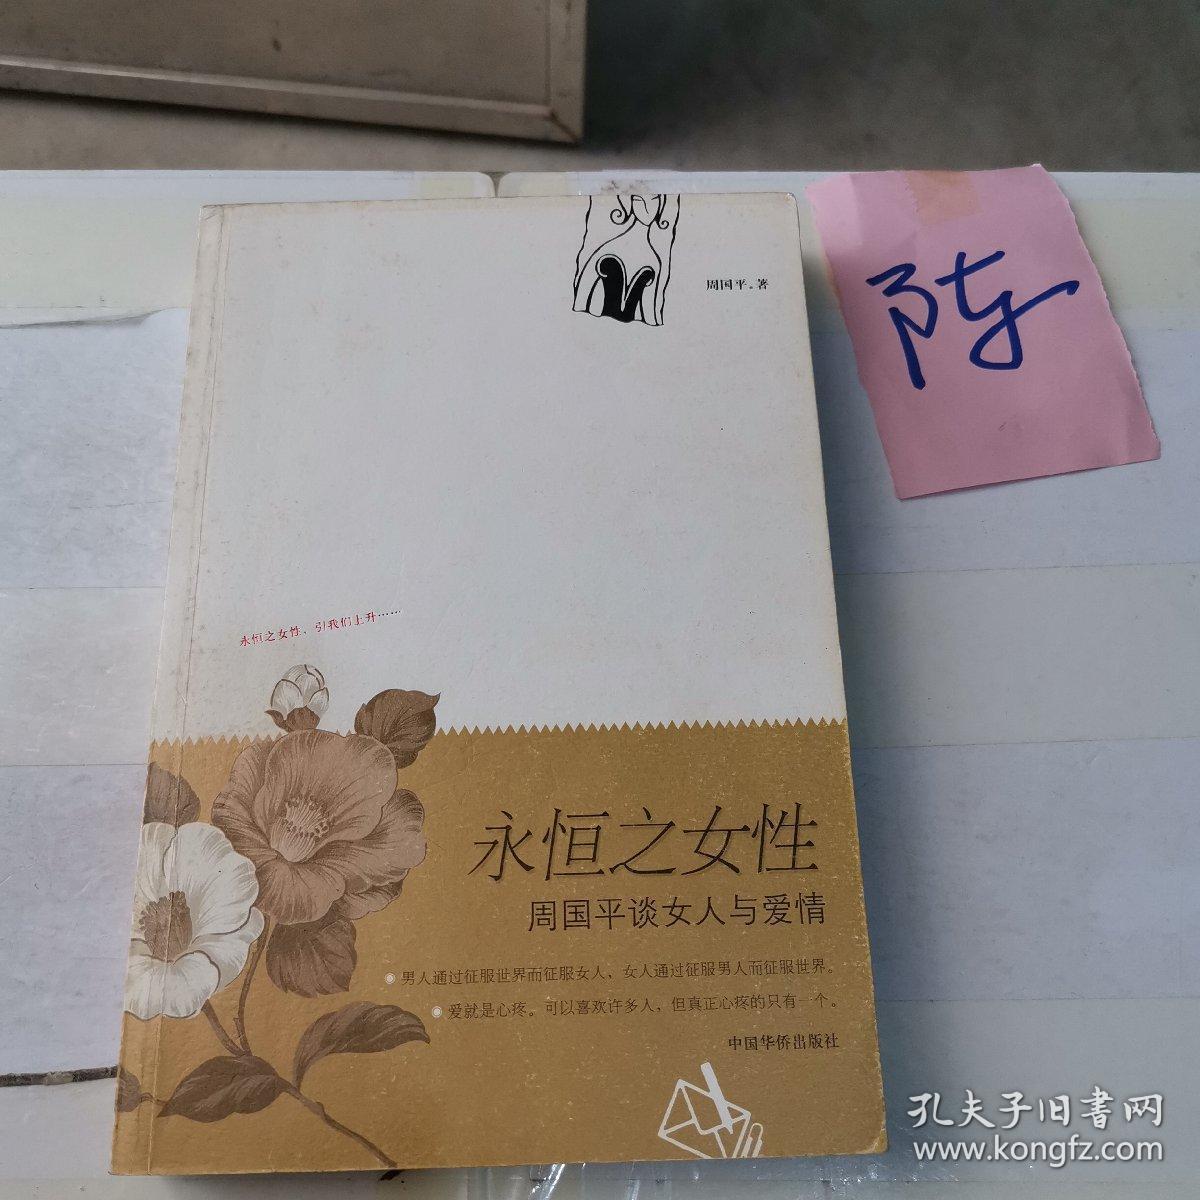 周国平。著
陈
永恒之女性，引我们上升……
永恒之女性
周国平谈女人与爱情
男人通过征服世界而征服女人，女人通过征服男人而征服世界。
爱就是心疼。可以喜欢许多人，但真正心疼的只有一个。
中国华侨出版社
孔夫子旧書网
www.kongfz.com